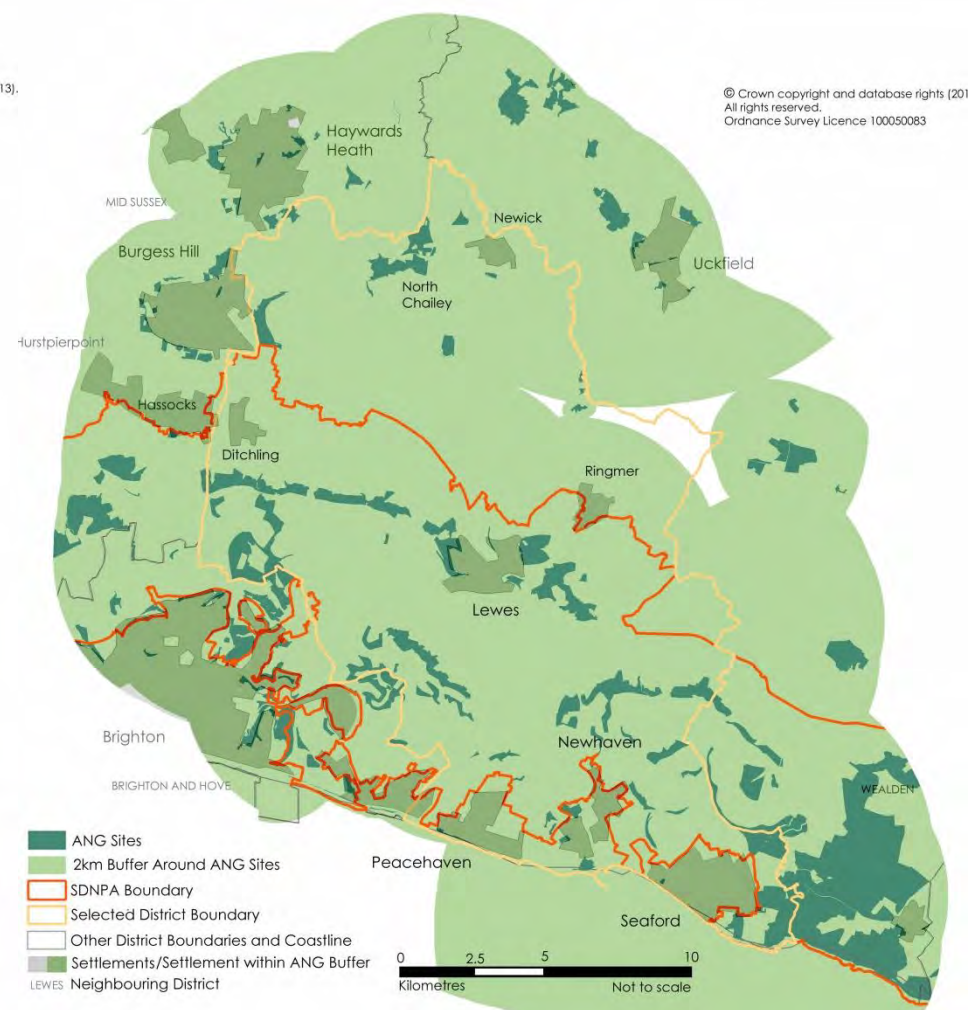 13).
© Crown copyright and database rights (201
All rights reserved.
Ordnance Survey Licence 100050083
Haywards
Heath
MID SUSSEX
Newick
Burgess Hill
Uckfield
North
Chailey
Hurstpierpoint
Hassocks
Ditchling
Ringmer
Lewes
Brighton
Newhaven
BRIGHTON AND HOVE
WEALDEN
Peacehaven
Seaford
ANG Sites
2km Buffer Around ANG Sites
SDNPA Boundary
Selected District Boundary
Other District Boundaries and Coastline
Settlements/Settlement within ANG Buffer
LEWES Neighbouring District
0 2.5 5 10
Kilometres Not to scale